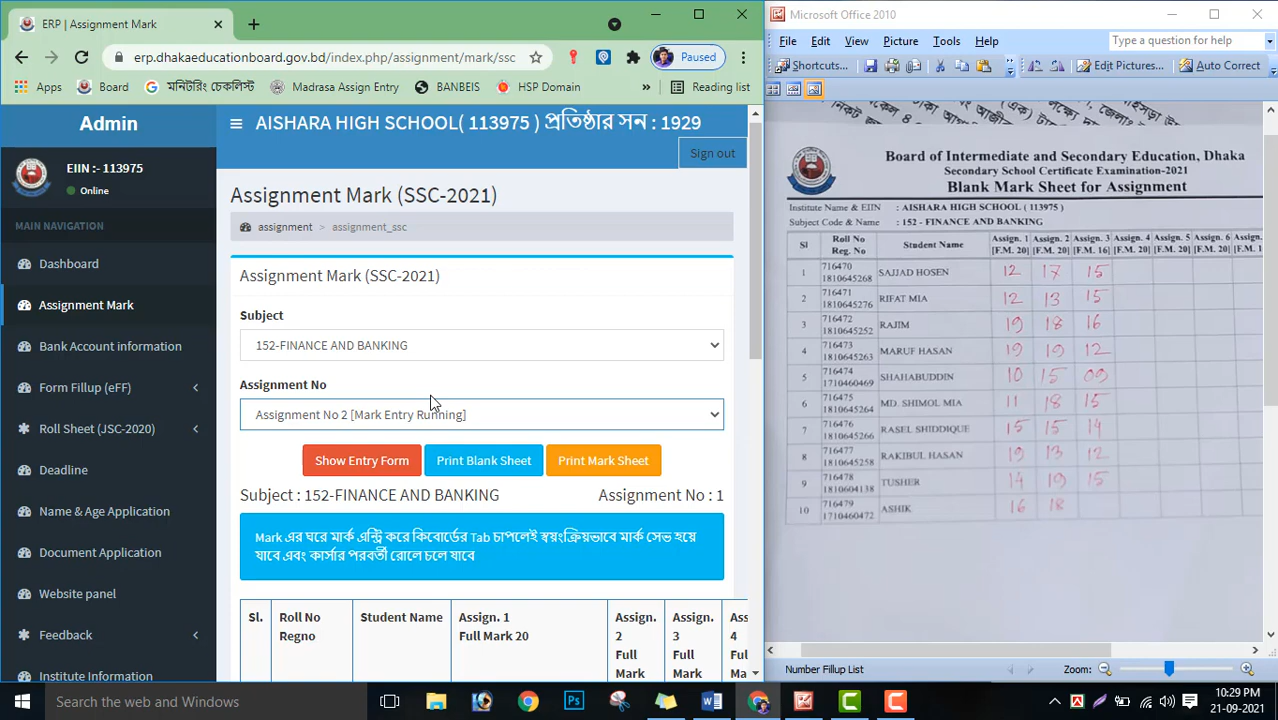 ERP | Assignment Mark
erp.dhakaeducationboard.gov.bd/index.php/assignment/mark/ssc
Paused
Apps
Board
মনিটরিং চেকলিস্ট
Madrasa Assign Entry
BANBEIS
HSP Domain
»
Reading list
Admin
EIIN :- 113975
Online
MAIN NAVIGATION
Dashboard
Assignment Mark
Bank Account information
Form Fillup (eFF)
Roll Sheet (JSC-2020)
Deadline
Name & Age Application
Document Application
Website panel
Feedback
Institute Information
AISHARA HIGH SCHOOL( 113975 ) প্রতিষ্ঠার সন : 1929
Sign out
Assignment Mark (SSC-2021)
assignment > assignment_ssc
Assignment Mark (SSC-2021)
Subject
152-FINANCE AND BANKING
Assignment No
Assignment No 2 [Mark Entry Running]
Show Entry Form
Print Blank Sheet
Print Mark Sheet
Subject : 152-FINANCE AND BANKING
Assignment No : 1
Mark এর ঘরে মার্ক এন্ট্রি করে কিবোর্ডের Tab চাপলেই স্বয়ংক্রিয়ভাবে মার্ক সেভ হয়ে
যাবে এবং কার্সার পরবর্তী রোলে চলে যাবে
Sl. Roll No Regno Student Name Assign. 1 Full Mark 20 Assign. 2 Full Mark Assign. 3 Full Mark Assign. 4 Full Mark
Microsoft Office 2010
File Edit View Picture Tools Help
Type a question for help
Shortcuts...
Edit Pictures...
Auto Correct
Board of Intermediate and Secondary Education, Dhaka
Secondary School Certificate Examination-2021
Blank Mark Sheet for Assignment
Institute Name & EIIN : AISHARA HIGH SCHOOL ( 113975 )
Subject Code & Name : 152 - FINANCE AND BANKING
Sl Roll No Reg. No Student Name Assign. 1 [F.M. 20] Assign. 2 [F.M. 20] Assign. 3 [F.M. 16] Assign. 4 [F.M. 20] Assign. 5 [F.M. 20] Assign. 6 [F.M. 20]
1 716470 1810645268 SAJJAD HOSEN 12 17 15
2 716471 1810645276 RIFAT MIA 12 13 15
3 716472 1810645252 RAJIM 19 18 16
4 716473 1810645263 MARUF HASAN 19 19 12
5 716474 1710460469 SHAHABUDDIN 10 15 09
6 716475 1810645264 MD. SHIMOL MIA 11 18 15
7 716476 1810645266 RASEL SHIDDIQUE 15 15 14
8 716477 1810645258 RAKIBUL HASAN 19 13 12
9 716478 1810604138 TUSHER 14 19 15
10 716479 1710460472 ASHIK 16 18
Number Fillup List
Zoom:
Search the web and Windows
10:29 PM
21-09-2021